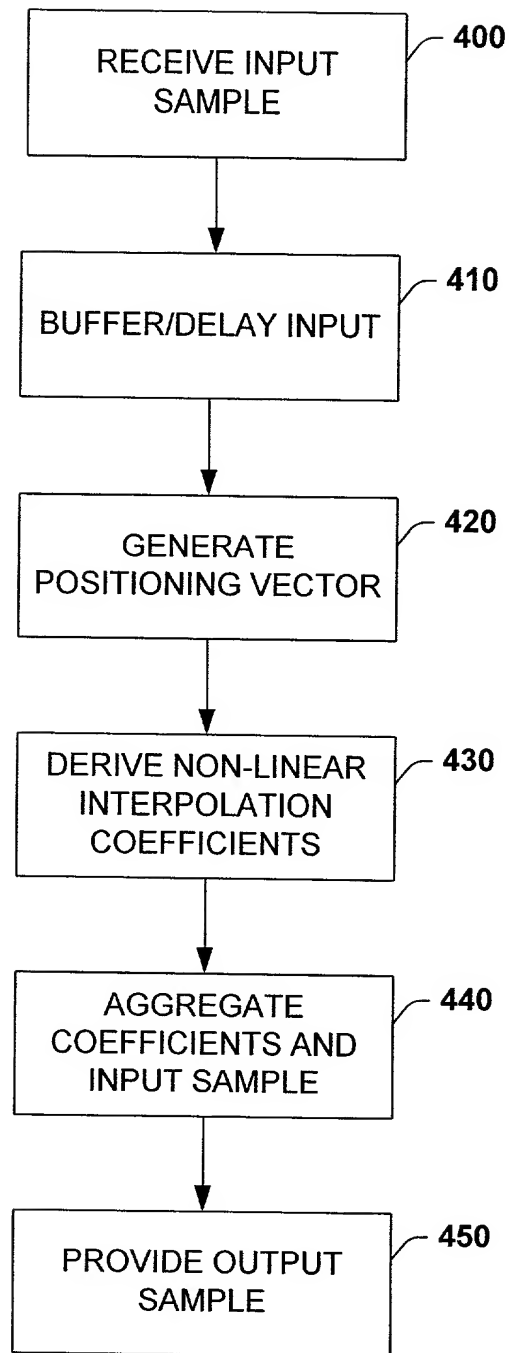 RECEIVE INPUT
SAMPLE
400
BUFFER/DELAY INPUT
410
GENERATE
POSITIONING VECTOR
420
DERIVE NON-LINEAR
INTERPOLATION
COEFFICIENTS
430
AGGREGATE
COEFFICIENTS AND
INPUT SAMPLE
440
PROVIDE OUTPUT
SAMPLE
450